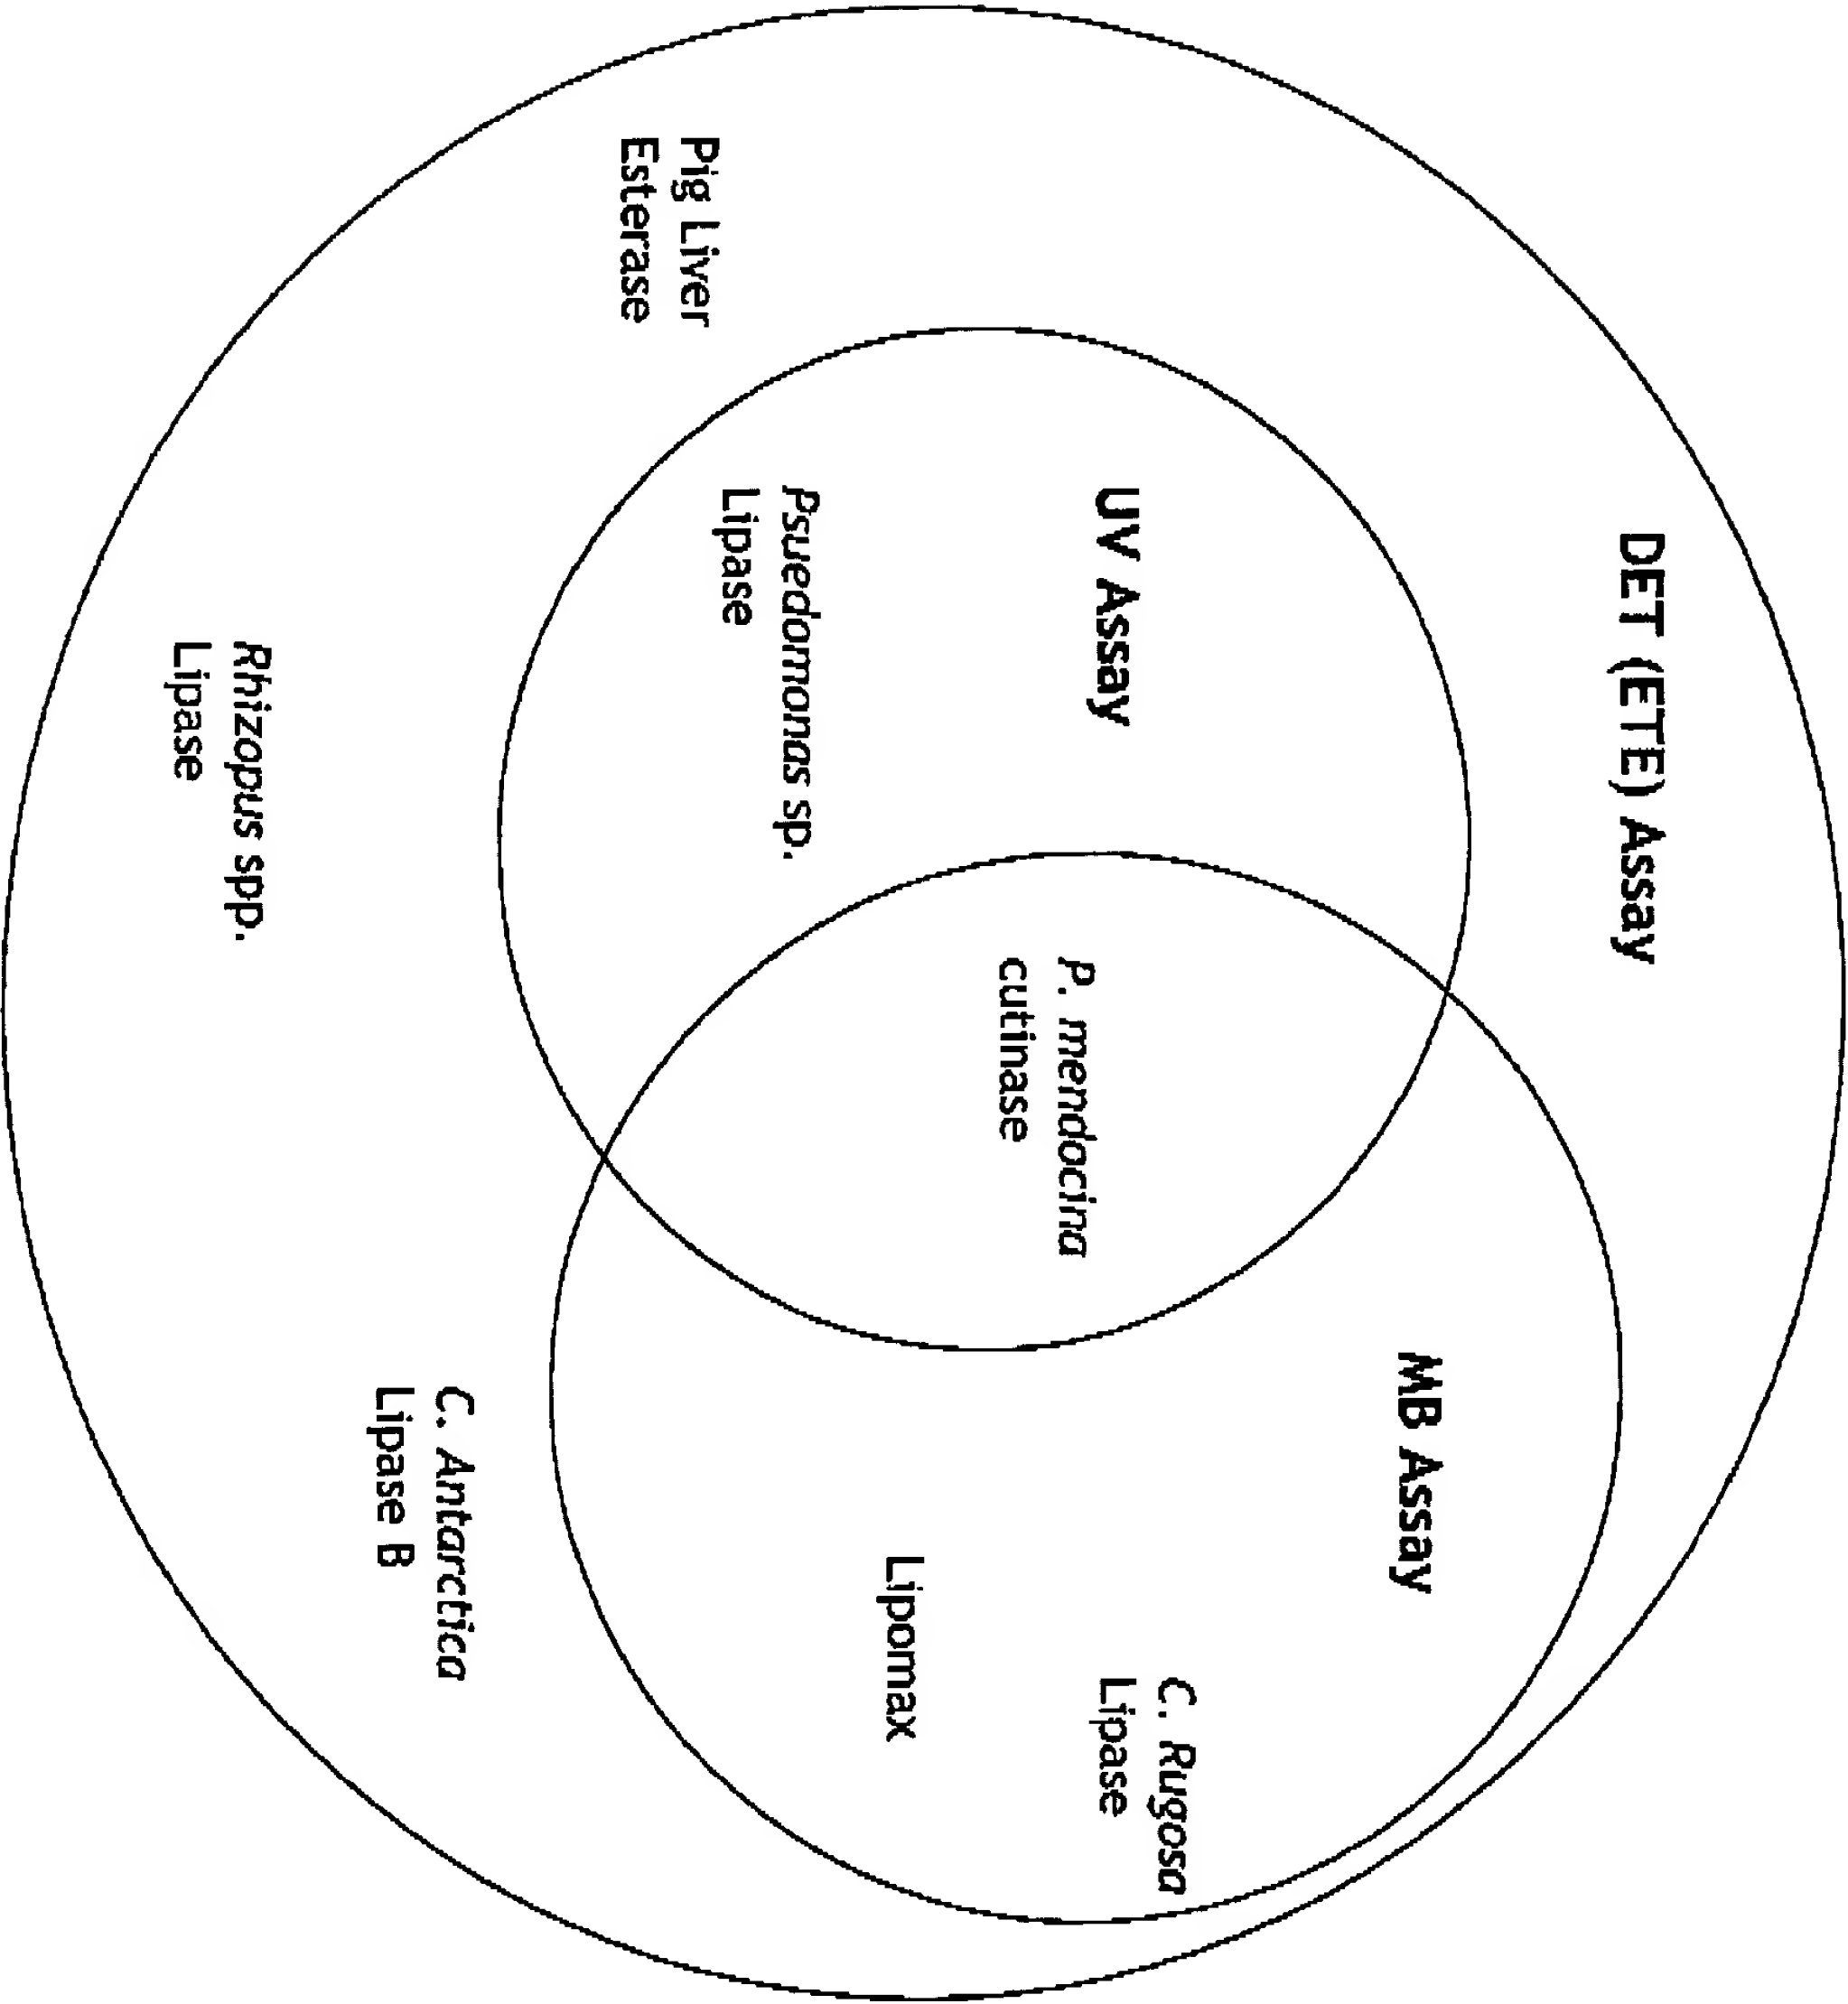 DET (ETE) Assay
UV Assay
MB Assay
P. mendocina
cutinase
C. Rugosa
Lipase
Psuedomonas sp.
Lipase
Lipomax
Pig Liver
Esterase
C. Antarctica
Lipase B
Rhizopus spp.
Lipase